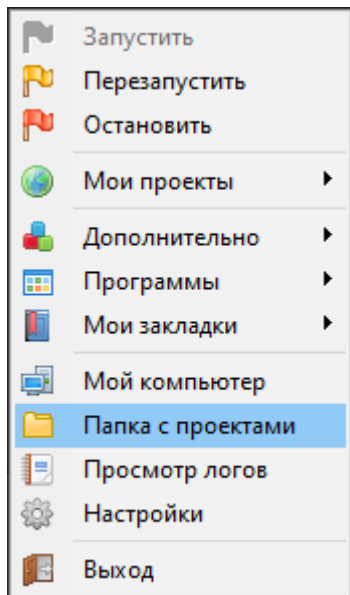 Запустить
Перезапустить
Остановить
Мои проекты
Дополнительно
Программы
Мои закладки
Мой компьютер
Папка с проектами
Просмотр логов
Настройки
Выход